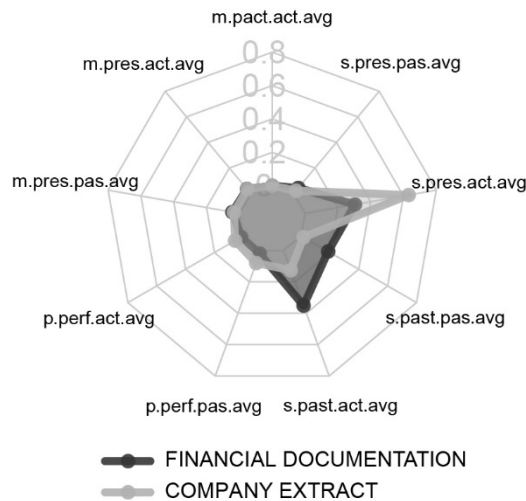 m.pact.act.avg
m.pres.act.avg
s.pres.pas.avg
0.8
0.6
0.4
0.2
m.pres.pas.avg
s.pres.act.avg
p.perf.act.avg
s.past.pas.avg
p.perf.pas.avg
s.past.act.avg
FINANCIAL DOCUMENTATION
COMPANY EXTRACT